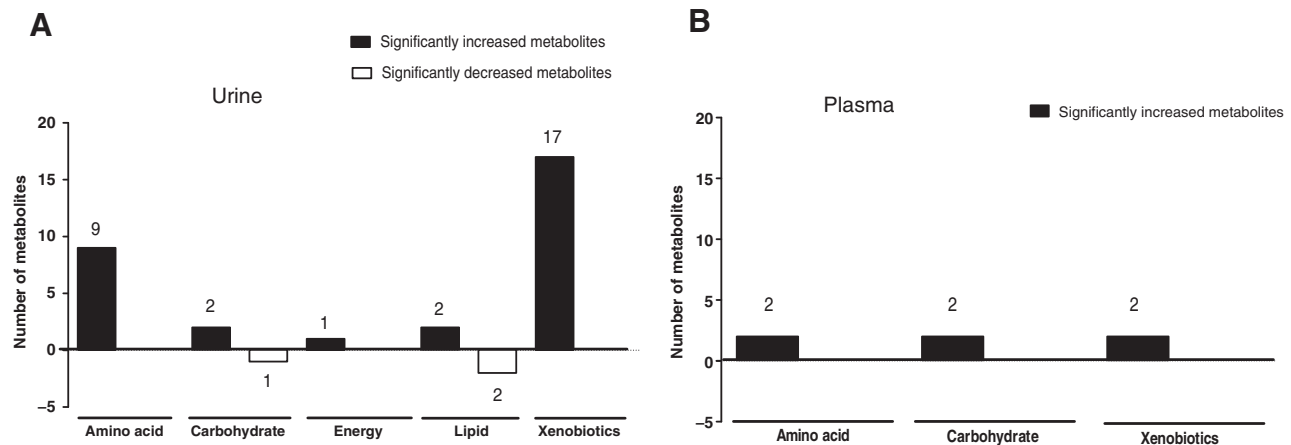 A
Significantly increased metabolites
Significantly decreased metabolites
Urine
Number of metabolites
20
15
10
5
0
–5
9
2
1
1
2
2
17
Amino acid
Carbohydrate
Energy
Lipid
Xenobiotics
B
Plasma
Significantly increased metabolites
Number of metabolites
20
15
10
5
0
–5
2
2
2
Amino acid
Carbohydrate
Xenobiotics